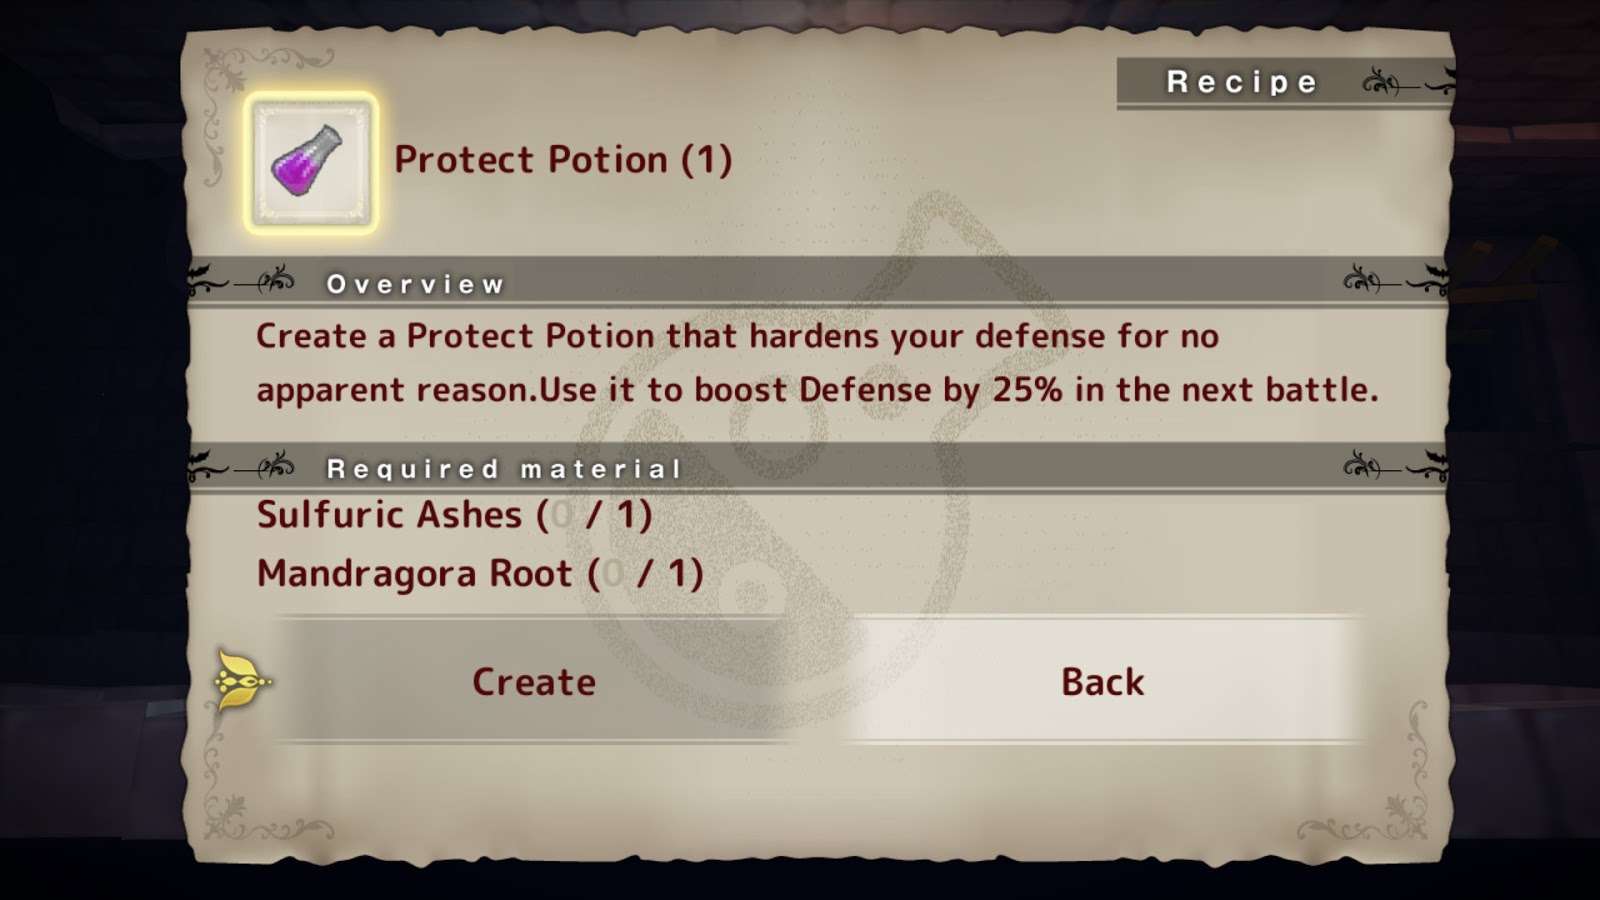 Recipe
Protect Potion (1)
Overview
Create a Protect Potion that hardens your defense for no
apparent reason.Use it to boost Defense by 25% in the next battle.
Required material
Sulfuric Ashes (0 / 1)
Mandragora Root (0 / 1)
Create
Back